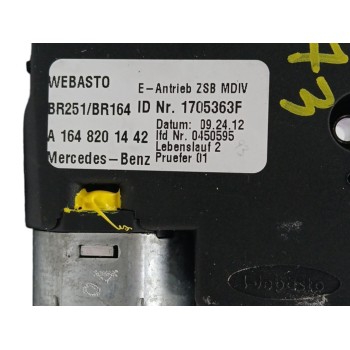 WEBASTO
E-Antrieb ZSB MDIV
BR251/BR164
ID Nr. 1705363F
Datum: 09.24.12
A 164 820 14 42
lfd Nr. 0450595
Lebenslauf 2
Mercedes-Benz
Pruefer 01
Webasto